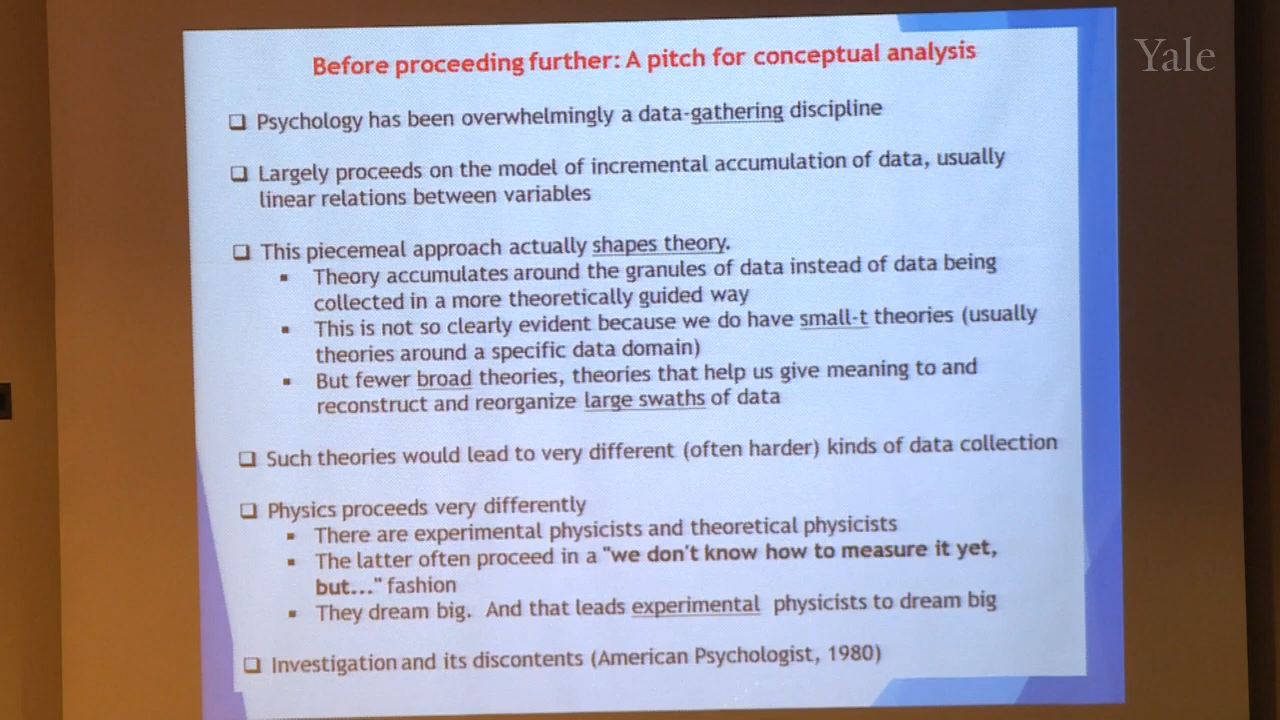 Before proceeding further: A pitch for conceptual analysis
Yale
❑ Psychology has been overwhelmingly a data-gathering discipline
❑ Largely proceeds on the model of incremental accumulation of data, usually
linear relations between variables
❑ This piecemeal approach actually shapes theory.
▪ Theory accumulates around the granules of data instead of data being
collected in a more theoretically guided way
▪ This is not so clearly evident because we do have small-t theories (usually
theories around a specific data domain)
▪ But fewer broad theories, theories that help us give meaning to and
reconstruct and reorganize large swaths of data
❑ Such theories would lead to very different (often harder) kinds of data collection
❑ Physics proceeds very differently
▪ There are experimental physicists and theoretical physicists
▪ The latter often proceed in a "we don't know how to measure it yet,
but..." fashion
▪ They dream big. And that leads experimental physicists to dream big
❑ Investigation and its discontents (American Psychologist, 1980)